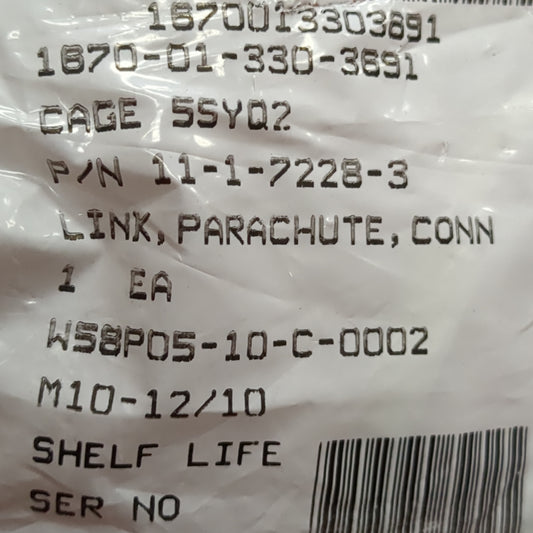 1670013303691
1670-01-330-3691
CAGE 5SYQ2
P/N 11-1-7228-3
LINK, PARACHUTE, CONN
1 EA
W58P05-10-C-0002
M10-12/10
SHELF LIFE
SER NO